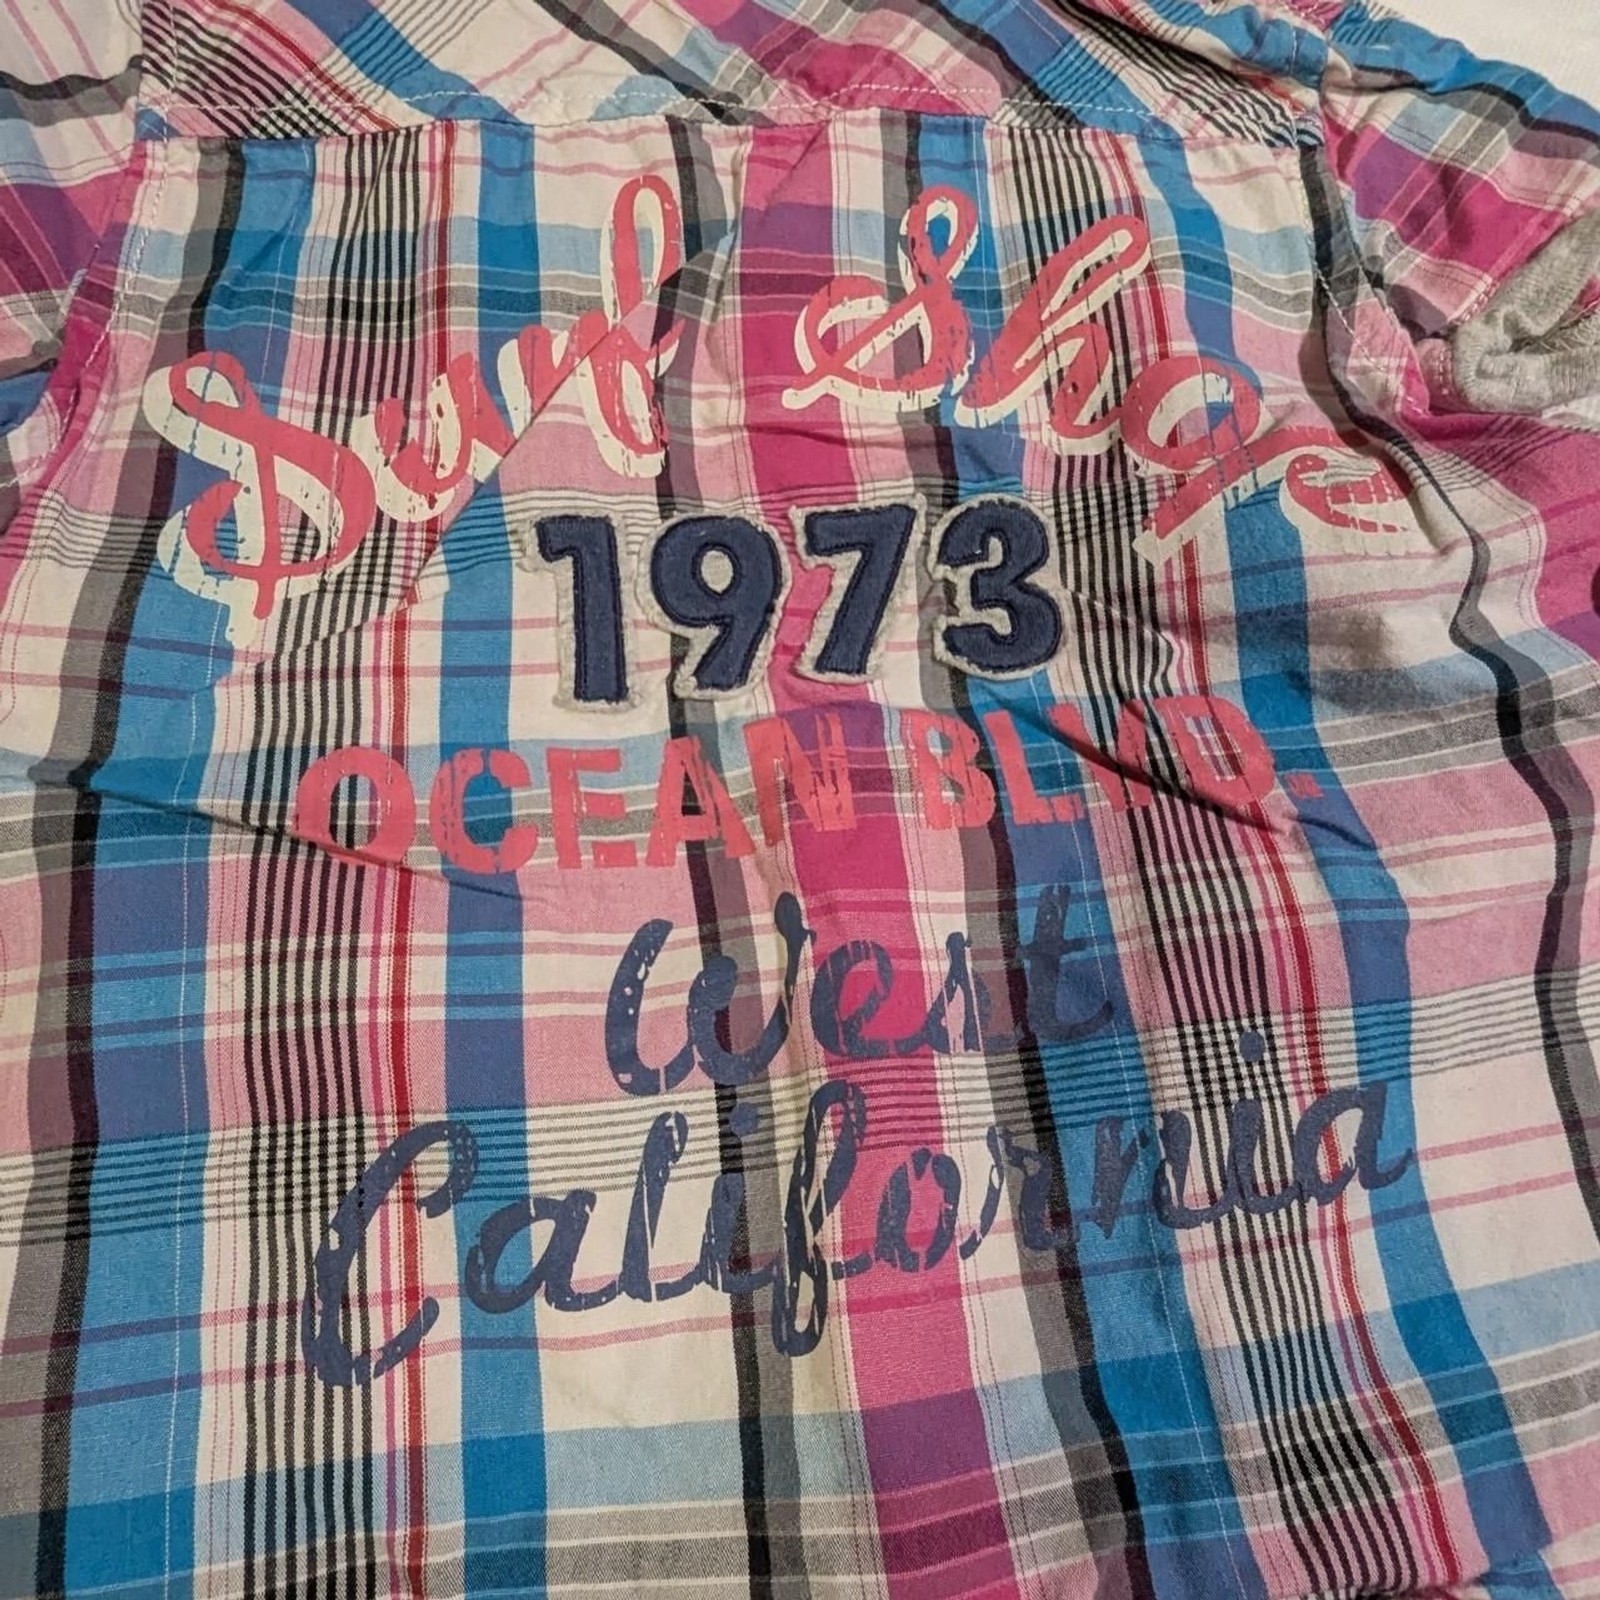 Surf Shop
1973
OCEAN BLVD.
West
California